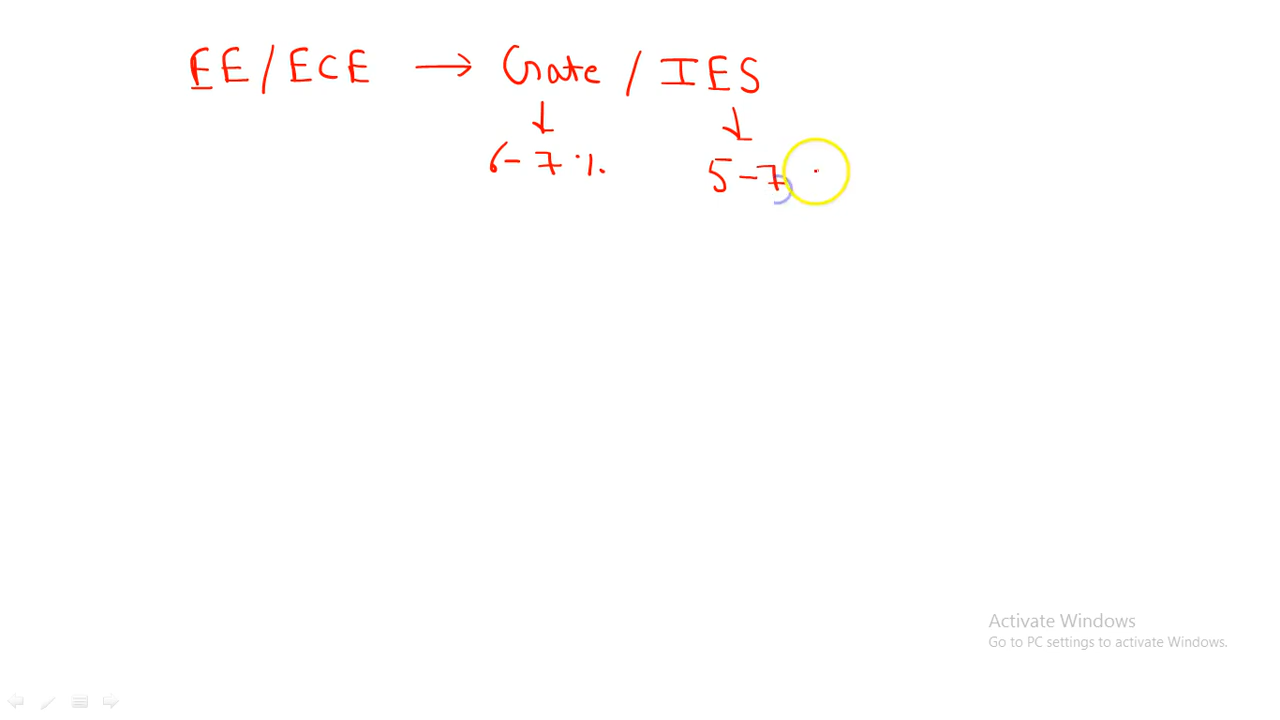 EE/ECE → Gate / IES
↓ ↓
6-7% 5-7
Activate Windows
Go to PC settings to activate Windows.